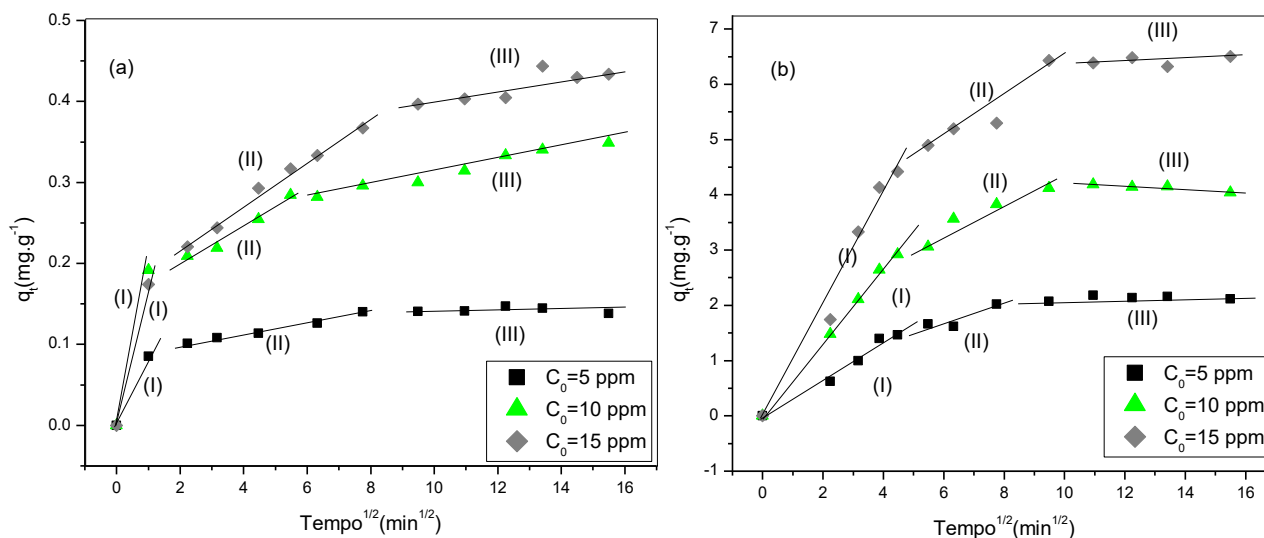 (a)
0.5
0.4
0.3
0.2
0.1
0.0
q_t(mg.g^-1)
(III)
(II)
(III)
(I)
(I)
(II)
(II)
(III)
(I)
C_0=5 ppm
C_0=10 ppm
C_0=15 ppm
0 2 4 6 8 10 12 14 16
Tempo^1/2(min^1/2)
(b)
7
6
5
4
3
2
1
0
-1
q_t(mg.g^-1)
(III)
(II)
(I)
(II)
(III)
(I)
(II)
(III)
(I)
C_0=5 ppm
C_0=10 ppm
C_0=15 ppm
0 2 4 6 8 10 12 14 16
Tempo^1/2(min^1/2)